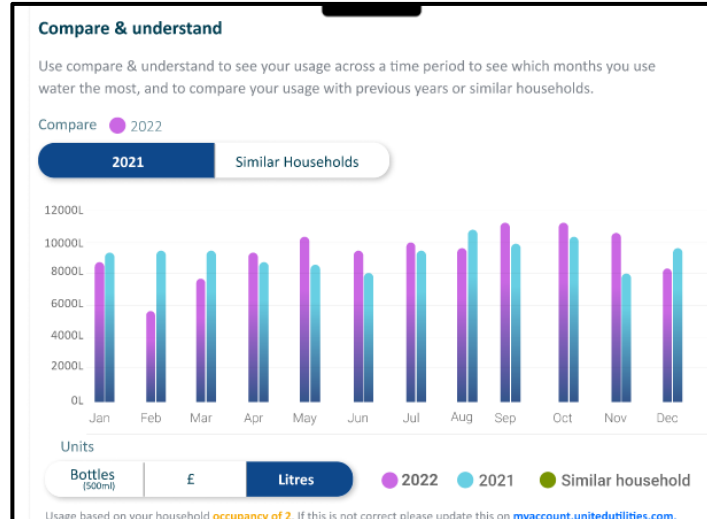 Compare & understand
Use compare & understand to see your usage across a time period to see which months you use
water the most, and to compare your usage with previous years or similar households.
Compare 2022
2021 Similar Households
12000L
10000L
8000L
6000L
4000L
2000L
0L
Jan Feb Mar Apr May Jun Jul Aug Sep Oct Nov Dec
Units
Bottles £ Litres 2022 2021 Similar household
(500ml)
Usage based on your household occupancy of 2. If this is not correct please update this on myaccount.unitedutilities.com.